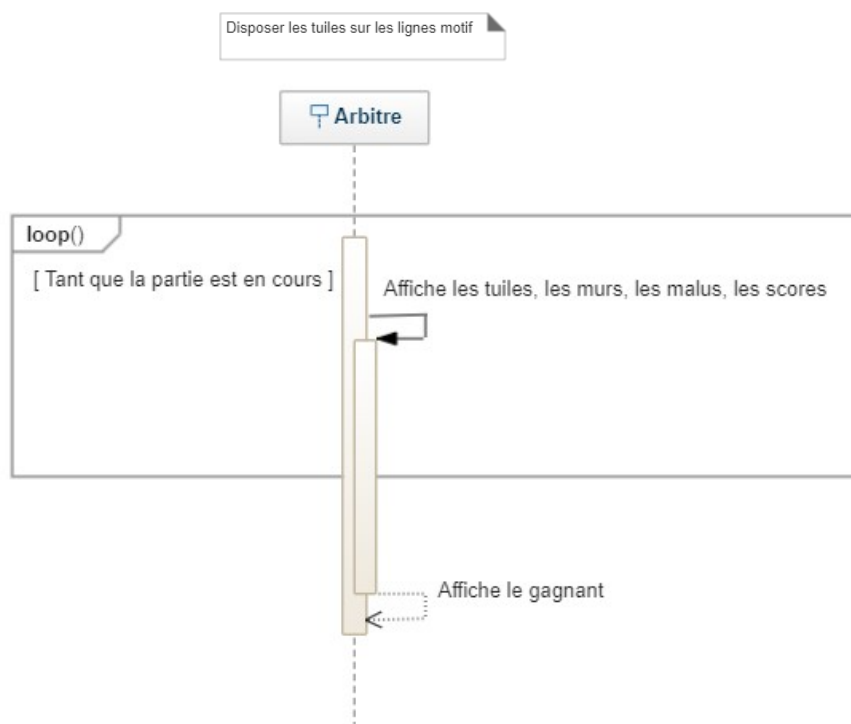 Disposer les tuiles sur les lignes motif
Arbitre
loop()
[ Tant que la partie est en cours ]
Affiche les tuiles, les murs, les malus, les scores
Affiche le gagnant